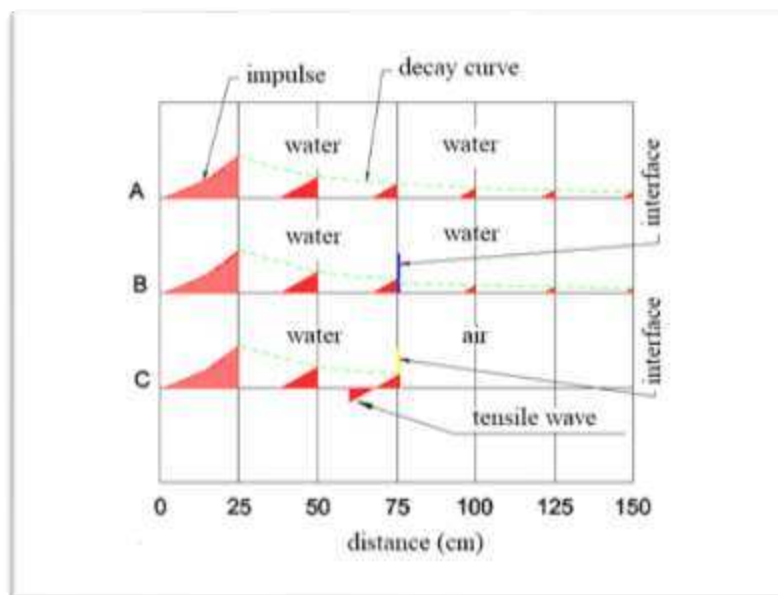 impulse
decay curve
water
water
A
interface
water
water
B
interface
water
air
C
tensile wave
0 25 50 75 100 125 150
distance (cm)